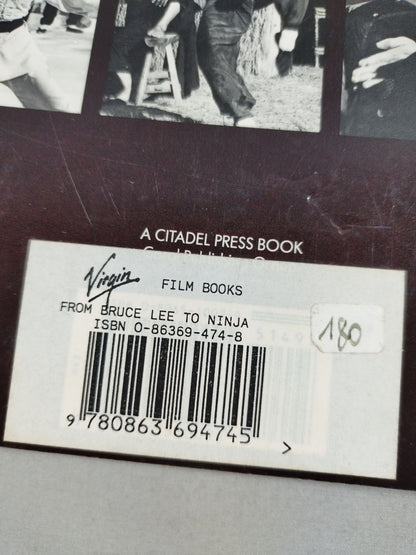 A CITADEL PRESS BOOK
Virgin FILM BOOKS
FROM BRUCE LEE TO NINJA
ISBN 0-86369-474-8
180
9 780863 694745 >